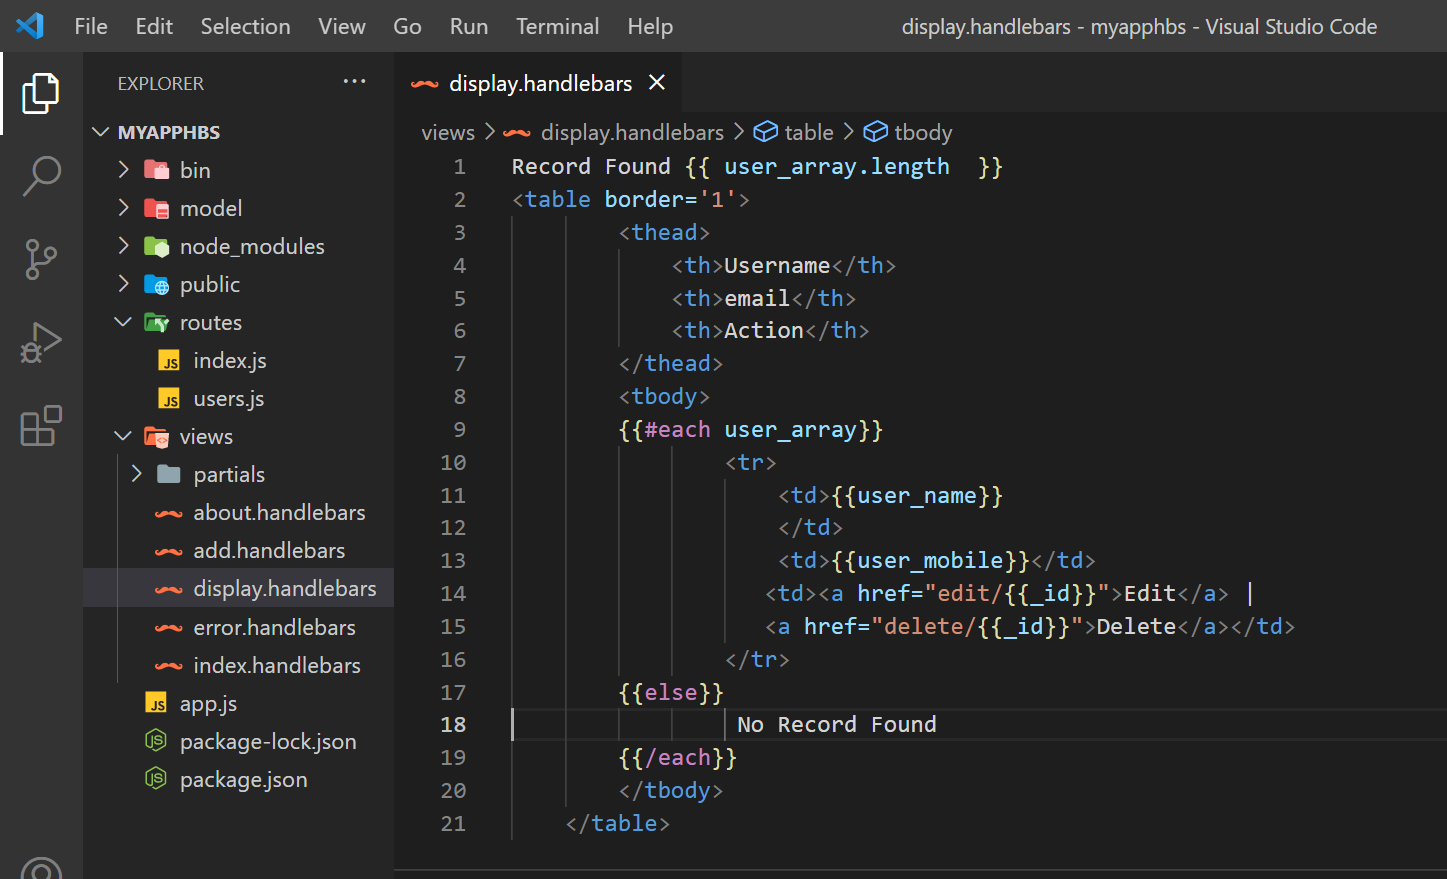 File Edit Selection View Go Run Terminal Help display.handlebars - myapphbs - Visual Studio Code
EXPLORER ...
MYAPPHBS
bin
model
node_modules
public
routes
JS index.js
JS users.js
views
partials
about.handlebars
add.handlebars
display.handlebars
error.handlebars
index.handlebars
JS app.js
package-lock.json
package.json
display.handlebars
views > display.handlebars > table > tbody
1 Record Found {{ user_array.length  }}
2 <table border='1'>
3         <thead>
4             <th>Username</th>
5             <th>email</th>
6             <th>Action</th>
7         </thead>
8         <tbody>
9         {{#each user_array}}
10                 <tr>
11                     <td>{{user_name}}
12                     </td>
13                     <td>{{user_mobile}}</td>
14                    <td><a href="edit/{{_id}}">Edit</a> |
15                    <a href="delete/{{_id}}">Delete</a></td>
16                 </tr>
17         {{else}}
18                  No Record Found
19         {{/each}}
20         </tbody>
21     </table>